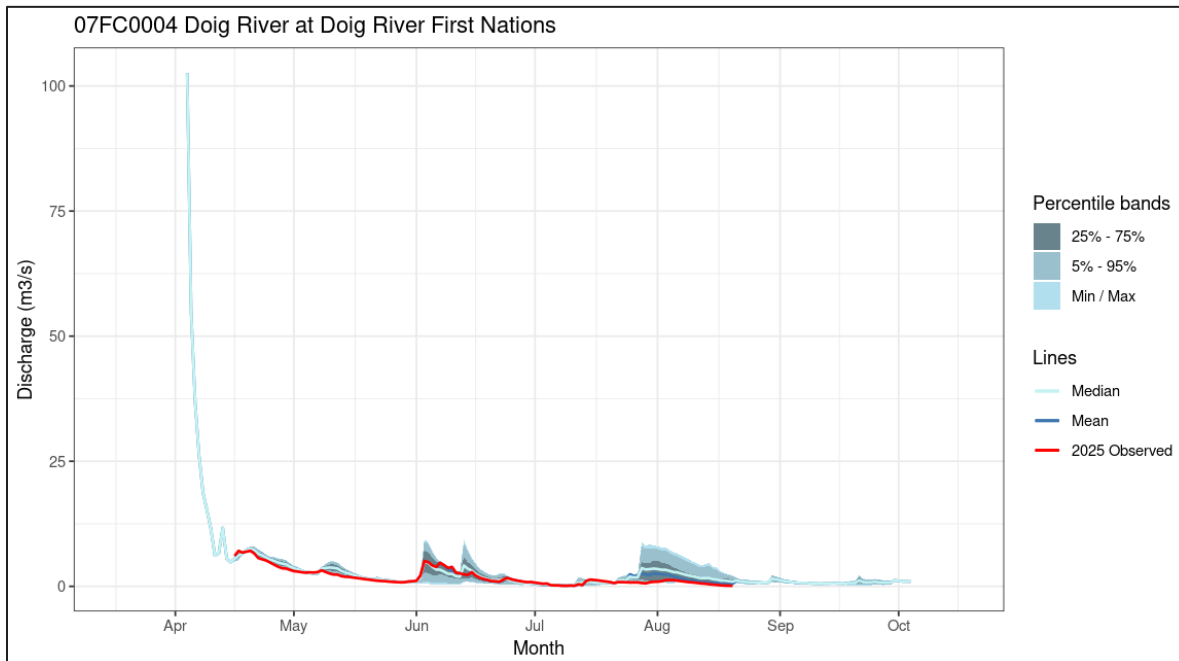 07FC0004 Doig River at Doig River First Nations
100
75
50
25
0
Discharge (m3/s)
Apr
May
Jun
Jul
Aug
Sep
Oct
Month
Percentile bands
25% - 75%
5% - 95%
Min / Max
Lines
Median
Mean
2025 Observed